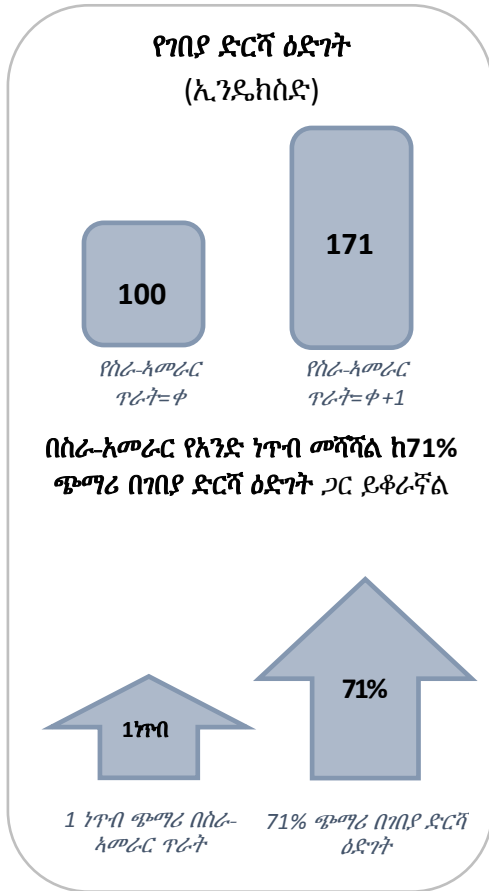 የገበያ ድርሻ ዕድገት
(ኢንዴክስድ)
100
171
የስራ-አመራር
ጥራት=ቀ
የስራ-አመራር
ጥራት=ቀ+1
በስራ-አመራር የአንድ ነጥብ መሻሻል ከ71%
ጭማሪ በገበያ ድርሻ ዕድገት ጋር ይቆራኛል
1ነጥብ
71%
1 ነጥብ ጭማሪ በስራ-
አመራር ጥራት
71% ጭማሪ በገበያ ድርሻ
ዕድገት